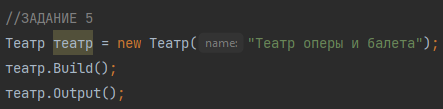 //ЗАДАНИЕ 5
Театр театр = new Театр( name: "Театр оперы и балета");
театр.Build();
театр.Output();